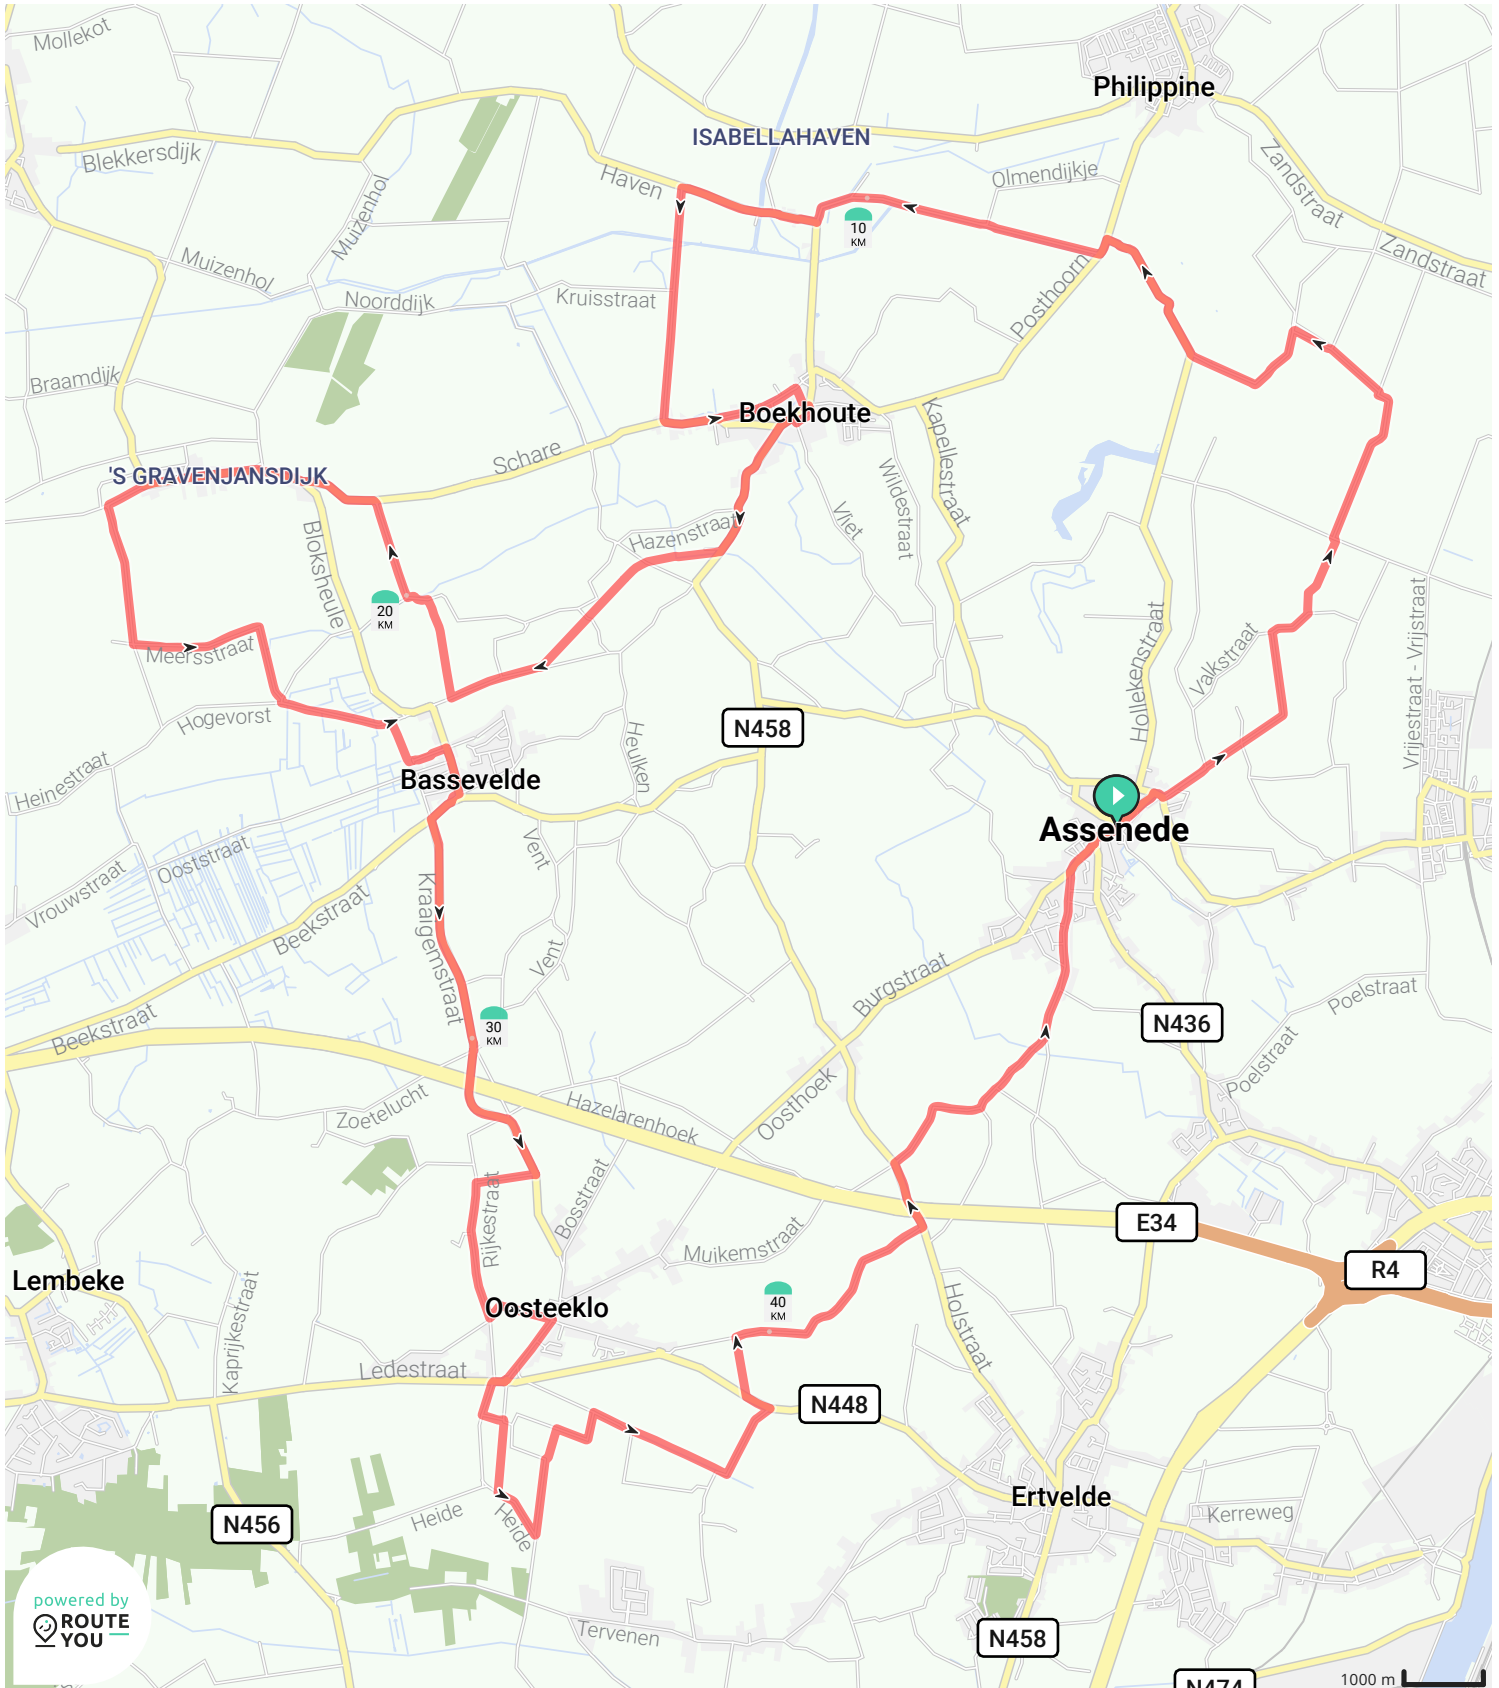 Mollekot
Philippine
ISABELLAHAVEN
Blekkersdijk
Haven
Olmendijkje
Zandstraat
Muizenhol
10
KM
Zandstraat
Muizenhol
Noorddijk
Kruisstraat
Posthoorn
Braamdijk
Boekhoute
Kapellestraat
'S GRAVENJANSDIJK
Schare
Wildestraat
Vliet
Hazenstraat
Bloksheule
20
KM
Hollekenstraat
Valkstraat
Vrijestraat - Vrijstraat
Meersstraat
Hogevorst
N458
Heulken
Heinestraat
Bassevelde
Assenede
Ooststraat
Vent
Vrouwstraat
Kraaigemstraat
Beekstraat
Vent
Burgstraat
Poelstraat
Beekstraat
30
KM
N436
Poelstraat
Zoetelucht
Hazelarenhoek
Oosthoek
Rijkestraat
Bosstraat
E34
Muikemstraat
R4
Lembeke
Kaprijkestraat
Oosteeklo
40
KM
Holstraat
Ledestraat
N448
Ertvelde
Heide
Heide
Kerreweg
N456
powered by
ROUTE
YOU
Tervenen
N458
N474
1000 m